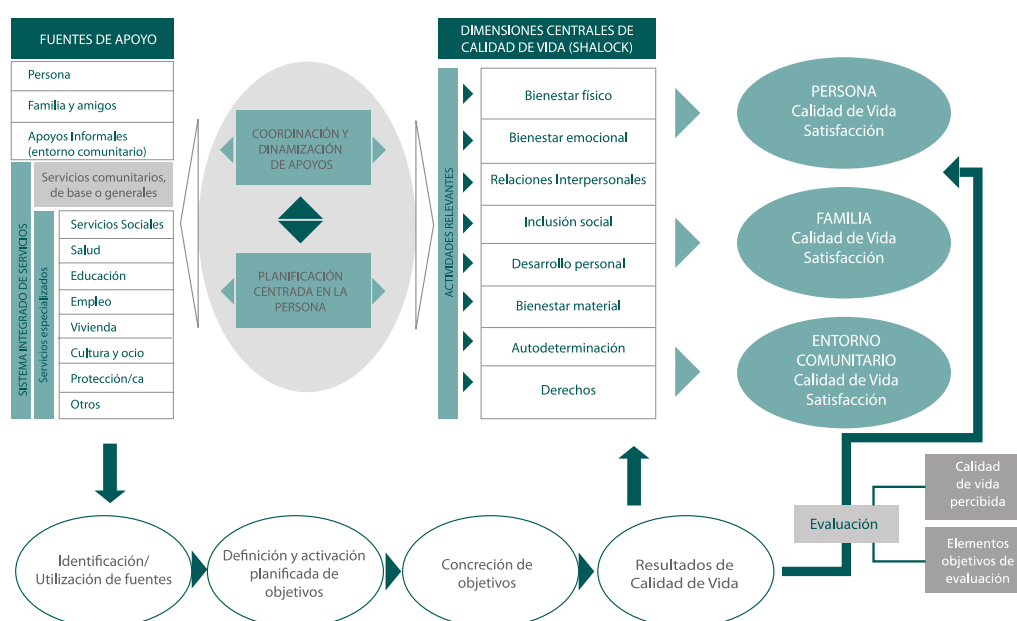 FUENTES DE APOYO
Persona
Familia y amigos
Apoyos Informales
(entorno comunitario)
SISTEMA INTEGRADO DE SERVICIOS
Servicios comunitarios,
de base o generales
Servicios especializados
Servicios Sociales
Salud
Educación
Empleo
Vivienda
Cultura y ocio
Protección/ca
Otros
COORDINACIÓN Y
DINAMIZACIÓN
DE APOYOS
PLANIFICACIÓN
CENTRADA EN LA
PERSONA
DIMENSIONES CENTRALES DE
CALIDAD DE VIDA (SHALOCK)
ACTIVIDADES RELEVANTES
Bienestar físico
Bienestar emocional
Relaciones Interpersonales
Inclusión social
Desarrollo personal
Bienestar material
Autodeterminación
Derechos
PERSONA
Calidad de Vida
Satisfacción
FAMILIA
Calidad de Vida
Satisfacción
ENTORNO
COMUNITARIO
Calidad de Vida
Satisfacción
Identificación/
Utilización de fuentes
Definición y activación
planificada de
objetivos
Concreción de
objetivos
Resultados de
Calidad de Vida
Evaluación
Calidad
de vida
percibida
Elementos
objetivos de
evaluación